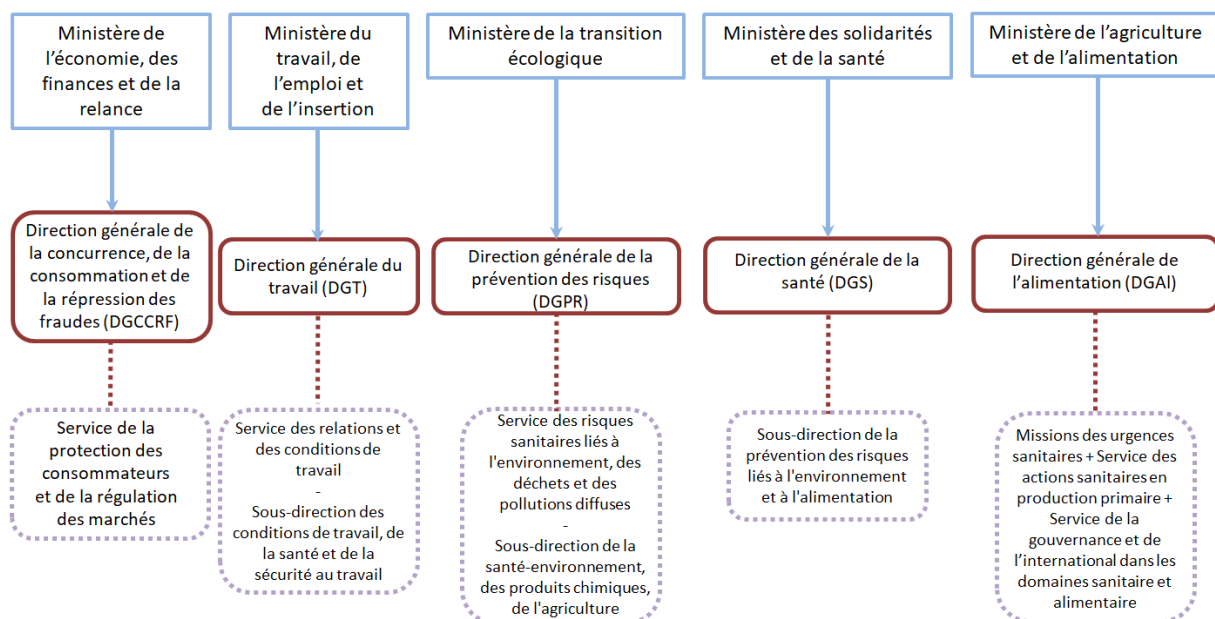 Ministère de
l'économie, des
finances et de la
relance
Ministère du
travail, de
l'emploi et
de l'insertion
Ministère de la transition
écologique
Ministère des solidarités
et de la santé
Ministère de l'agriculture
et de l'alimentation
Direction générale de
la concurrence, de la
consommation et de
la répression des
fraudes (DGCCRF)
Direction générale du
travail (DGT)
Direction générale de la
prévention des risques
(DGPR)
Direction générale de la
santé (DGS)
Direction générale de
l'alimentation (DGAl)
Service de la
protection des
consommateurs
et de la régulation
des marchés
Service des relations et
des conditions de
travail
-
Sous-direction des
conditions de travail, de
la santé et de la
sécurité au travail
Service des risques
sanitaires liés à
l'environnement, des
déchets et des
pollutions diffuses
-
Sous-direction de la
santé-environnement,
des produits chimiques,
de l'agriculture
Sous-direction de la
prévention des risques
liés à l'environnement
et à l'alimentation
Missions des urgences
sanitaires + Service des
actions sanitaires en
production primaire +
Service de la
gouvernance et de
l'international dans les
domaines sanitaire et
alimentaire